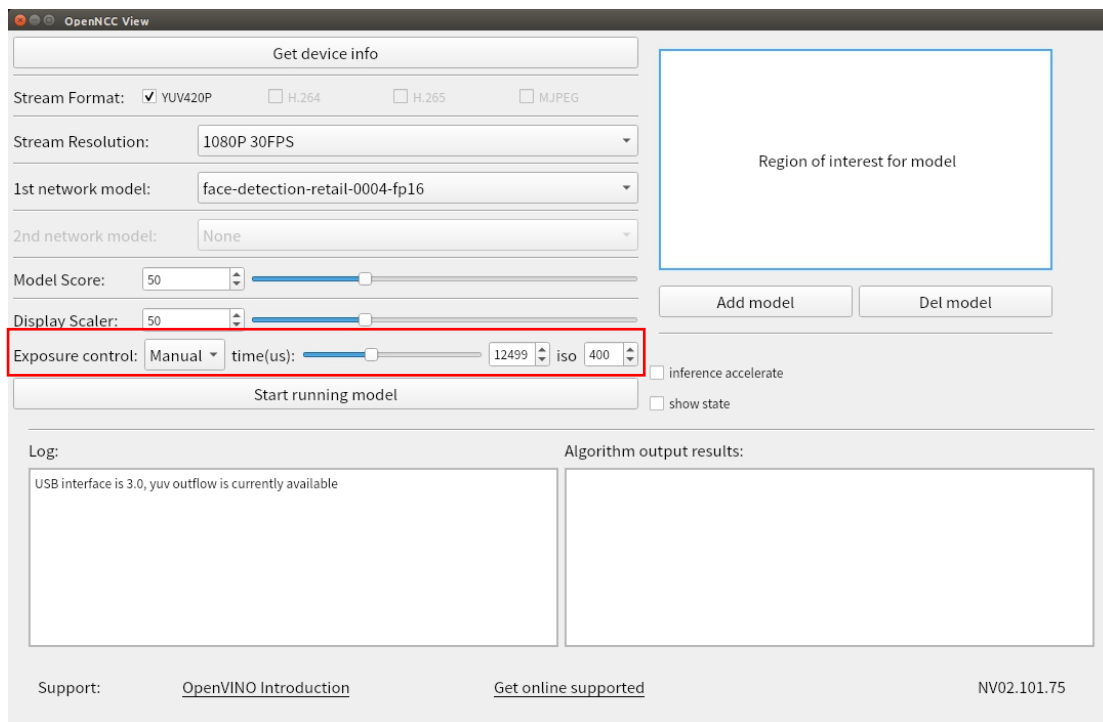 OpenNCC View
Get device info
Stream Format: YUV420P H.264 H.265 MJPEG
Stream Resolution: 1080P 30FPS
1st network model: face-detection-retail-0004-fp16
2nd network model: None
Model Score: 50
Display Scaler: 50
Exposure control: Manual time(us): 12499 iso 400
Start running model
Region of interest for model
Add model Del model
inference accelerate
show state
Log:
USB interface is 3.0, yuv outflow is currently available
Algorithm output results:
Support: OpenVINO Introduction Get online supported NV02.101.75